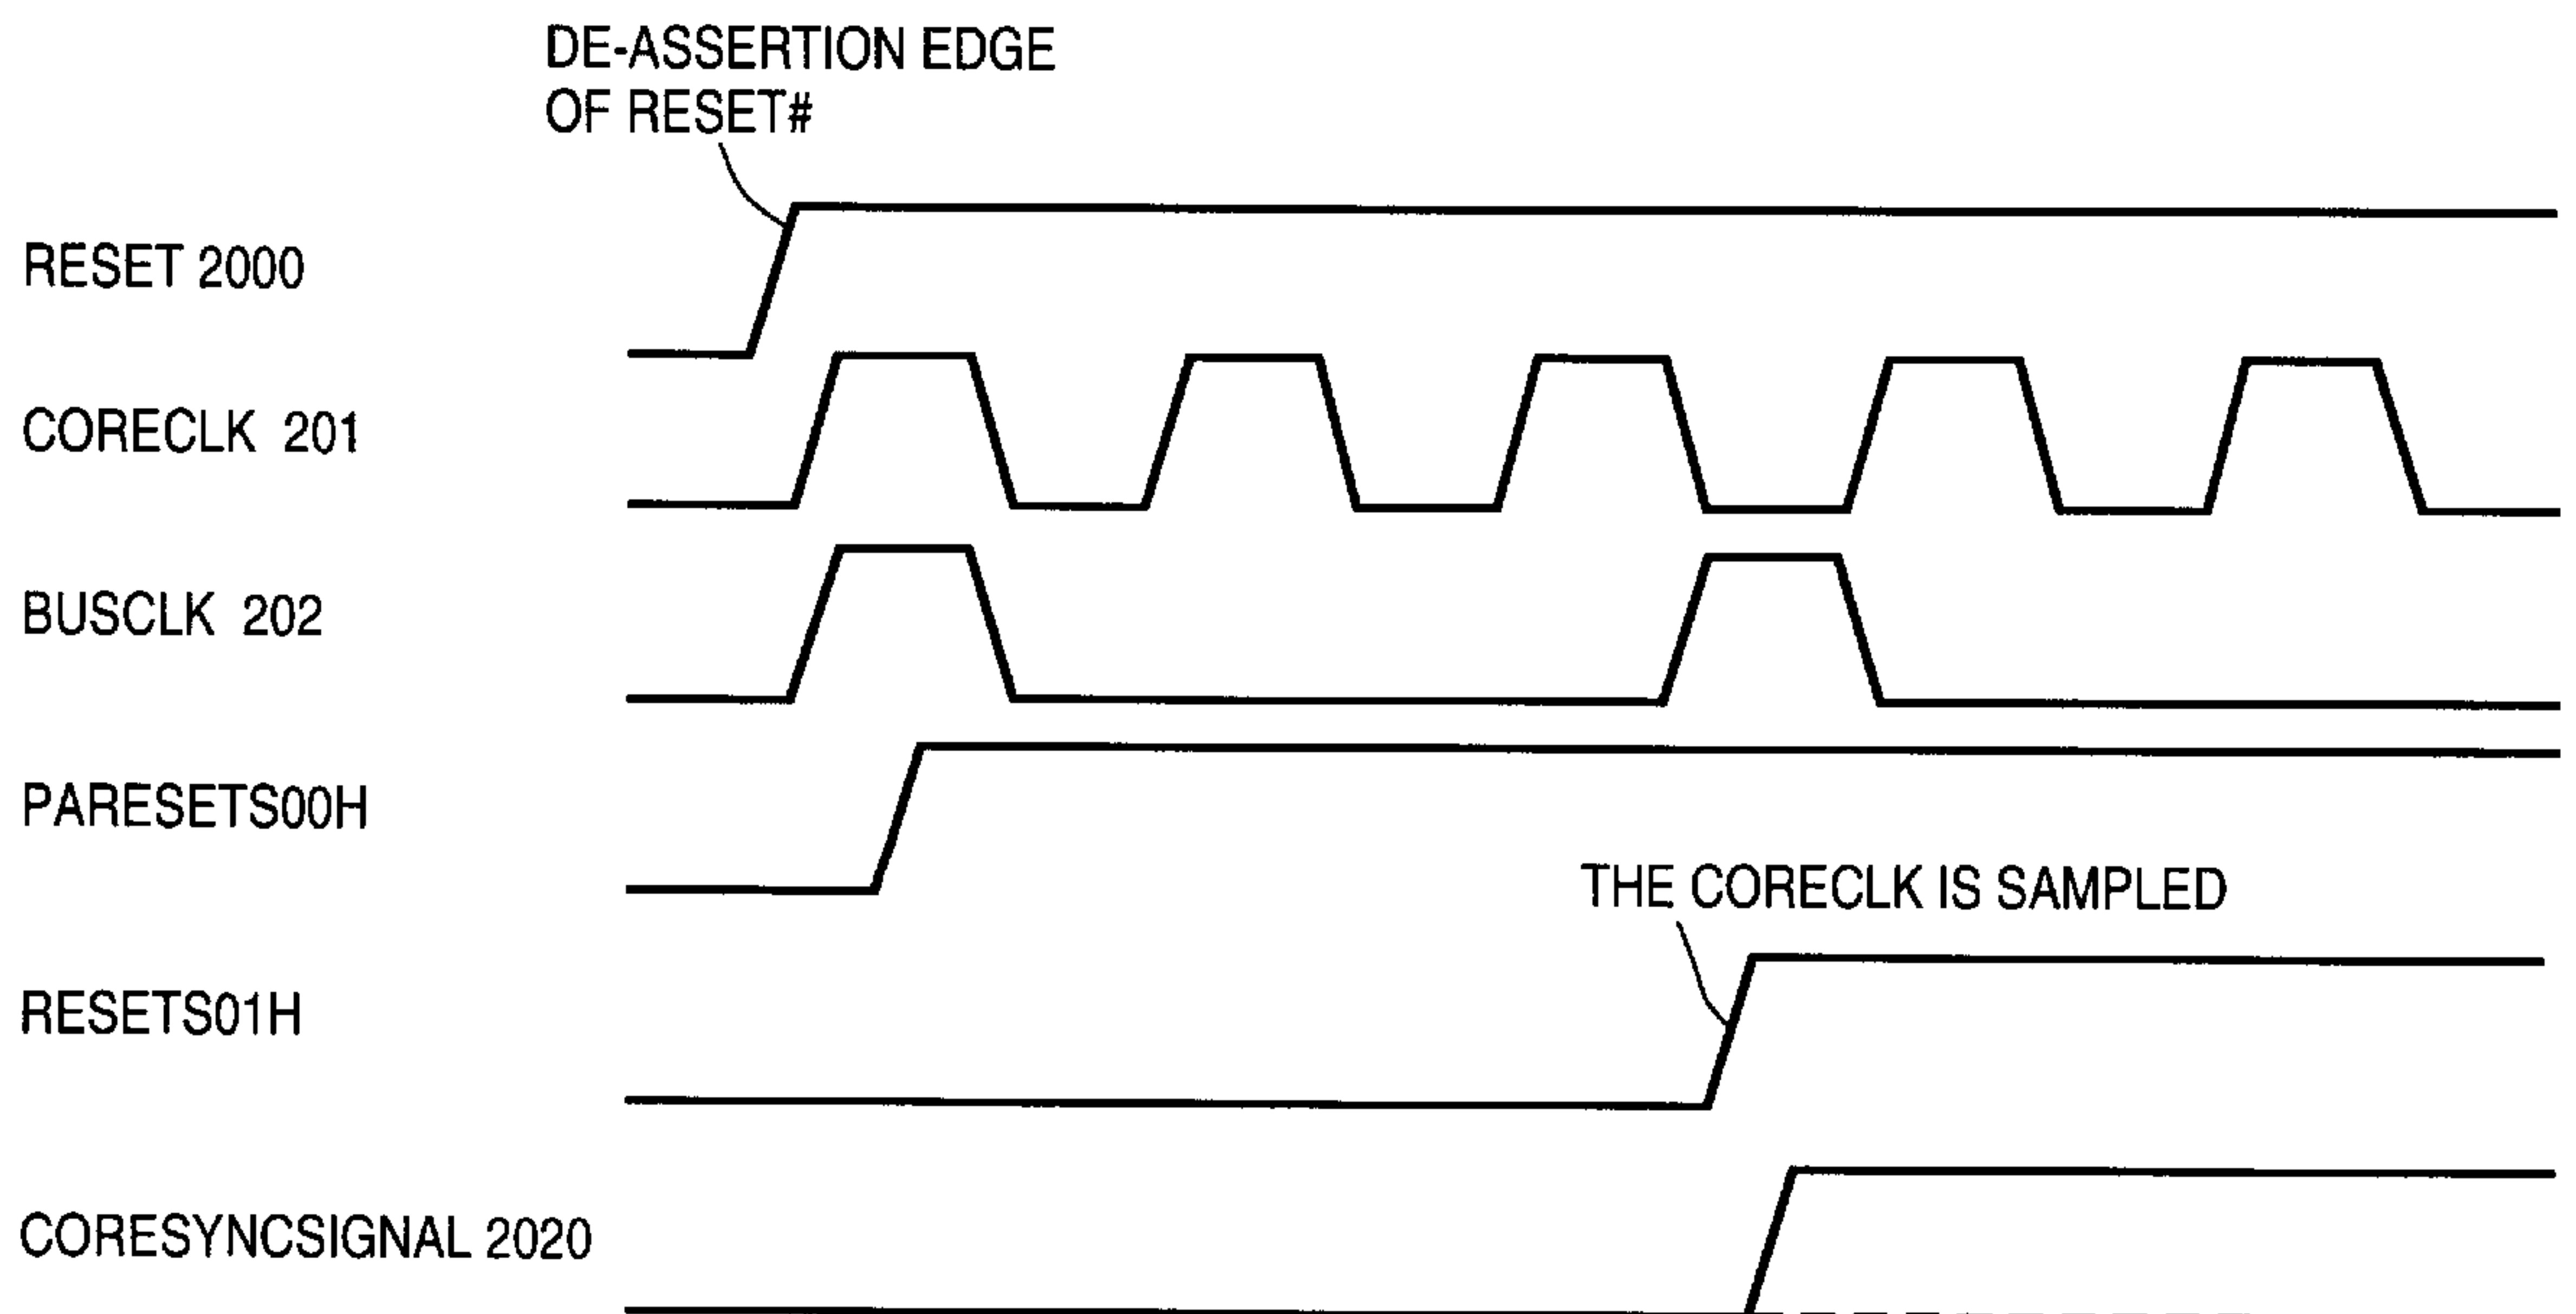 DE-ASSERTION EDGE
OF RESET#
RESET 2000
CORECLK 201
BUSCLK 202
PARESETS00H
THE CORECLK IS SAMPLED
RESETS01H
CORESYNCSIGNAL 2020